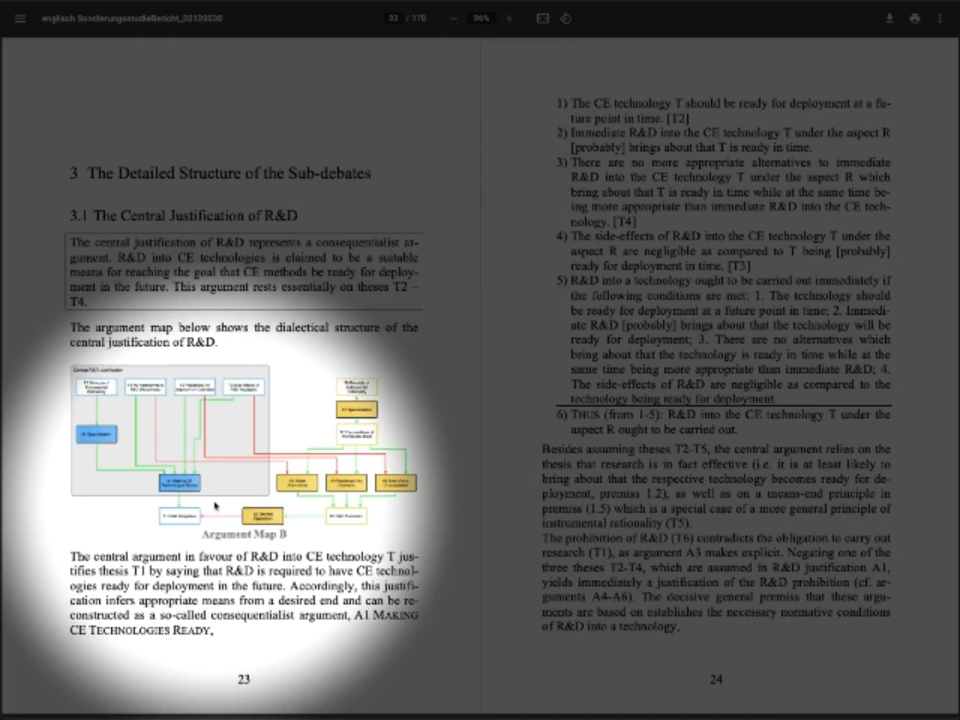 englisch Sondierungsstudie Bericht_20120530
33 / 170
96%
3 The Detailed Structure of the Sub-debates
3.1 The Central Justification of R&D
The central justification of R&D represents a consequentialist ar-
gument. R&D into CE technologies is claimed to be a suitable
means for reaching the goal that CE methods be ready for deploy-
ment in the future. This argument rests essentially on theses T2 –
T4.
The argument map below shows the dialectical structure of the
central justification of R&D.
Argument Map B
The central argument in favour of R&D into CE technology T jus-
tifies thesis T1 by saying that R&D is required to have CE technol-
ogies ready for deployment in the future. Accordingly, this justifi-
cation infers appropriate means from a desired end and can be re-
constructed as a so-called consequentialist argument, A1 MAKING
CE TECHNOLOGIES READY,
23
1) The CE technology T should be ready for deployment at a fu-
ture point in time. [T2]
2) Immediate R&D into the CE technology T under the aspect R
[probably] brings about that T is ready in time.
3) There are no more appropriate alternatives to immediate
R&D into the CE technology T under the aspect R which
bring about that T is ready in time while at the same time be-
ing more appropriate than immediate R&D into the CE tech-
nology. [T4]
4) The side-effects of R&D into the CE technology T under the
aspect R are negligible as compared to T being [probably]
ready for deployment in time. [T3]
5) R&D into a technology ought to be carried out immediately if
the following conditions are met: 1. The technology should
be ready for deployment at a future point in time; 2. Immedi-
ate R&D [probably] brings about that the technology will be
ready for deployment; 3. There are no alternatives which
bring about that the technology is ready in time while at the
same time being more appropriate than immediate R&D; 4.
The side-effects of R&D are negligible as compared to the
technology being ready for deployment.
6) THUS (from 1-5): R&D into the CE technology T under the
aspect R ought to be carried out.
Besides assuming theses T2-T5, the central argument relies on the
thesis that research is in fact effective (i.e. it is at least likely to
bring about that the respective technology becomes ready for de-
ployment, premiss 1.2), as well as on a means-end principle in
premiss (1.5) which is a special case of a more general principle of
instrumental rationality (T5).
The prohibition of R&D (T6) contradicts the obligation to carry out
research (T1), as argument A3 makes explicit. Negating one of the
three theses T2-T4, which are assumed in R&D justification A1,
yields immediately a justification of the R&D prohibition (cf. ar-
guments A4-A6). The decisive general premiss that these argu-
ments are based on establishes the necessary normative conditions
of R&D into a technology,
24